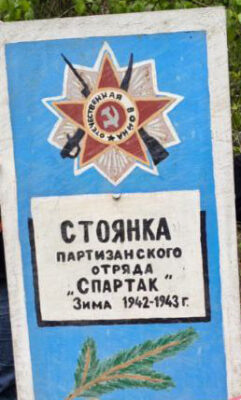 ОТЕЧЕСТВЕННАЯ ВОЙНА
СТОЯНКА
ПАРТИЗАНСКОГО
ОТРЯДА
„СПАРТАК"
Зима 1942-1943 г.